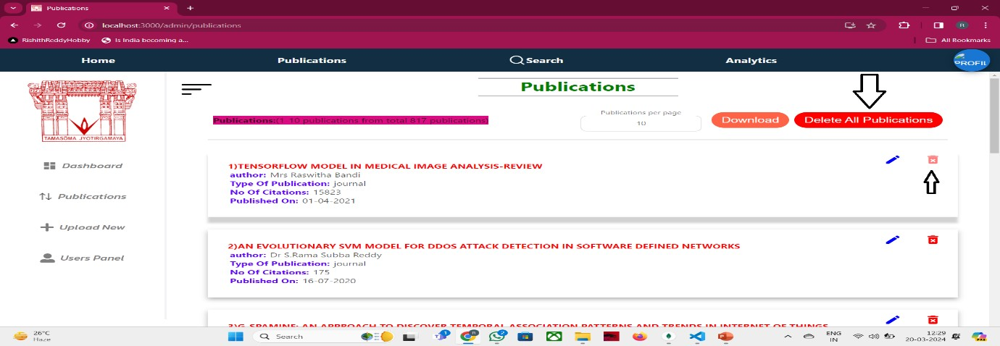 Publications
localhost:3000/admin/publications
R
RishithReddyHobby
Is India becoming a...
All Bookmarks
Home
Publications
Search
Analytics
PROFIL
TAMASOMA JYOTIRGAMAYA
Dashboard
Publications
Upload New
Users Panel
Publications
Publications:(1-10 publications from total 817 publications)
Publications per page
10
Download
Delete All Publications
1)TENSORFLOW MODEL IN MEDICAL IMAGE ANALYSIS-REVIEW
author: Mrs Raswitha Bandi
Type Of Publication: journal
No Of Citations: 15823
Published On: 01-04-2021
2)AN EVOLUTIONARY SVM MODEL FOR DDOS ATTACK DETECTION IN SOFTWARE DEFINED NETWORKS
author: Dr S.Rama Subba Reddy
Type Of Publication: journal
No Of Citations: 175
Published On: 16-07-2020
3)G-SPAMINE: AN APPROACH TO DISCOVER TEMPORAL ASSOCIATION PATTERNS AND TRENDS IN INTERNET OF THINGS
26°C
Haze
Search
1
R
2
ENG
IN
12:29
20-03-2024
PRE